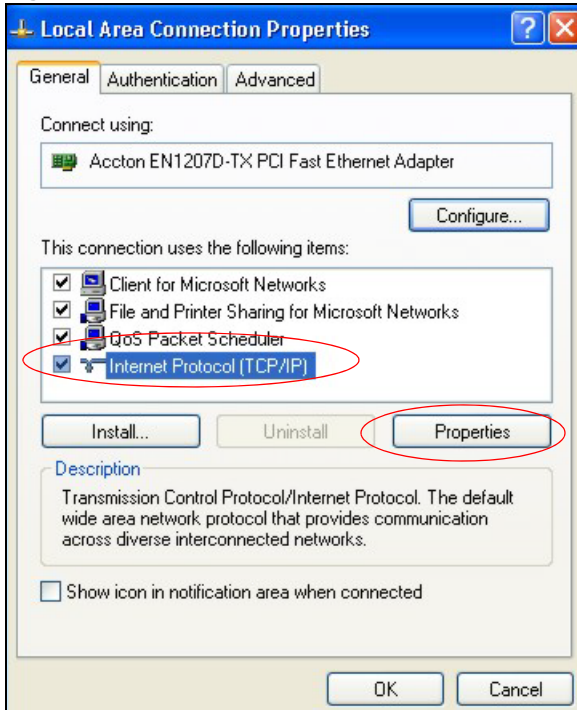 Local Area Connection Properties
General Authentication Advanced
Connect using:
Accton EN1207D-TX PCI Fast Ethernet Adapter
Configure...
This connection uses the following items:
Client for Microsoft Networks
File and Printer Sharing for Microsoft Networks
QoS Packet Scheduler
Internet Protocol (TCP/IP)
Install... Uninstall Properties
Description
Transmission Control Protocol/Internet Protocol. The default
wide area network protocol that provides communication
across diverse interconnected networks.
Show icon in notification area when connected
OK Cancel